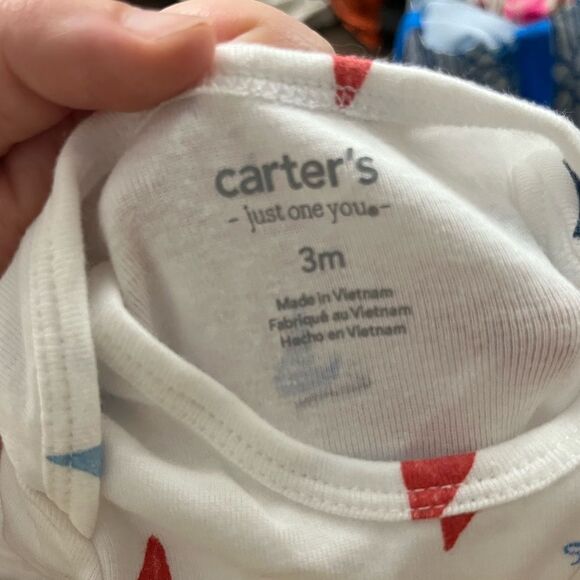 carter's
- just one you® -
3m
Made in Vietnam
Fabriqué au Vietnam
Hecho en Vietnam